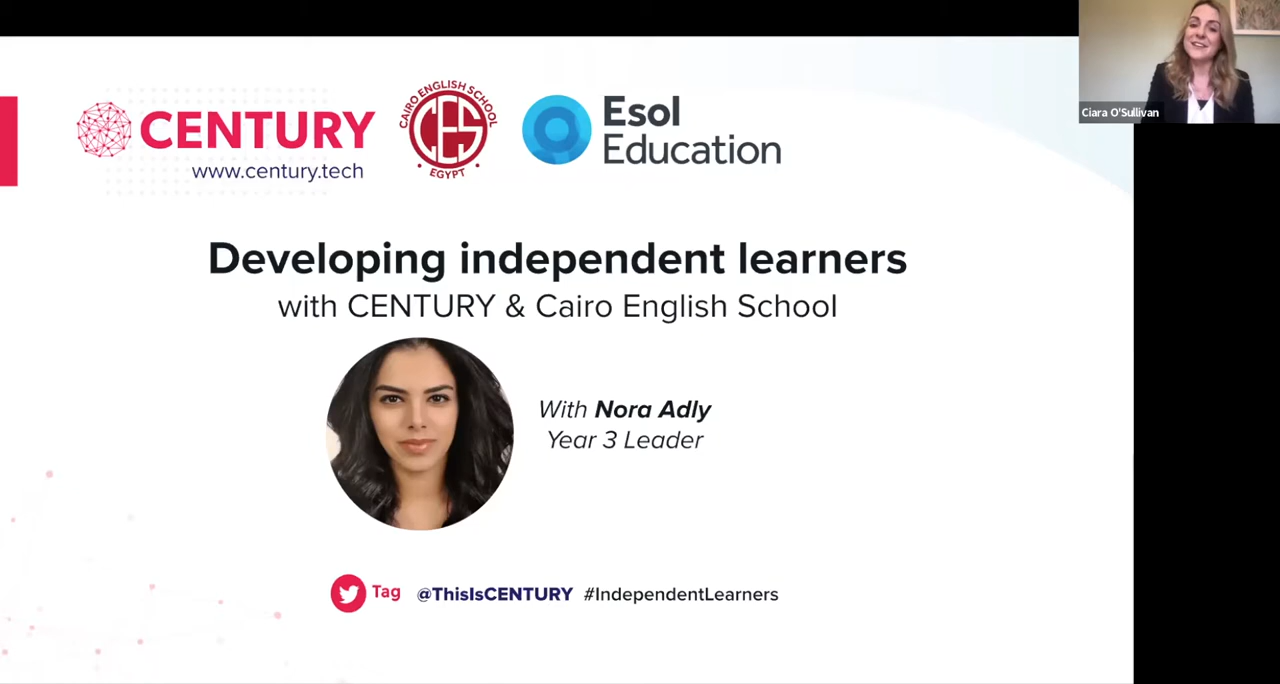 CENTURY
www.century.tech
CAIRO ENGLISH SCHOOL
CES
EGYPT
Esol
Education
Ciara O'Sullivan
Developing independent learners
with CENTURY & Cairo English School
With Nora Adly
Year 3 Leader
Tag @ThisIsCENTURY #IndependentLearners